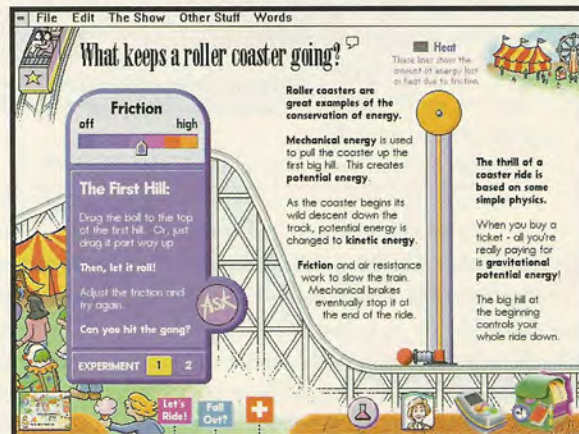 File Edit The Show Other Stuff Words
What keeps a roller coaster going?
Heat
These lines show the
amount of energy lost
as heat due to friction.
Friction
off high
The First Hill:
Drag the ball to the top
of the first hill. Or, just
drag it part way up
Then, let it roll!
Adjust the friction and
try again.
Can you hit the gong?
Ask
EXPERIMENT 1 2
Roller coasters are
great examples of the
conservation of energy.
Mechanical energy is used
to pull the coaster up the
first big hill. This creates
potential energy.
As the coaster begins its
wild descent down the
track, potential energy is
changed to kinetic energy.
Friction and air resistance
work to slow the train.
Mechanical brakes
eventually stop it at
the end of the ride.
The thrill of a
coaster ride is
based on some
simple physics.
When you buy a
ticket - all you're
really paying for
is gravitational
potential energy!
The big hill at
the beginning
controls your
whole ride down.
Let's
Ride!
Fall
Out?